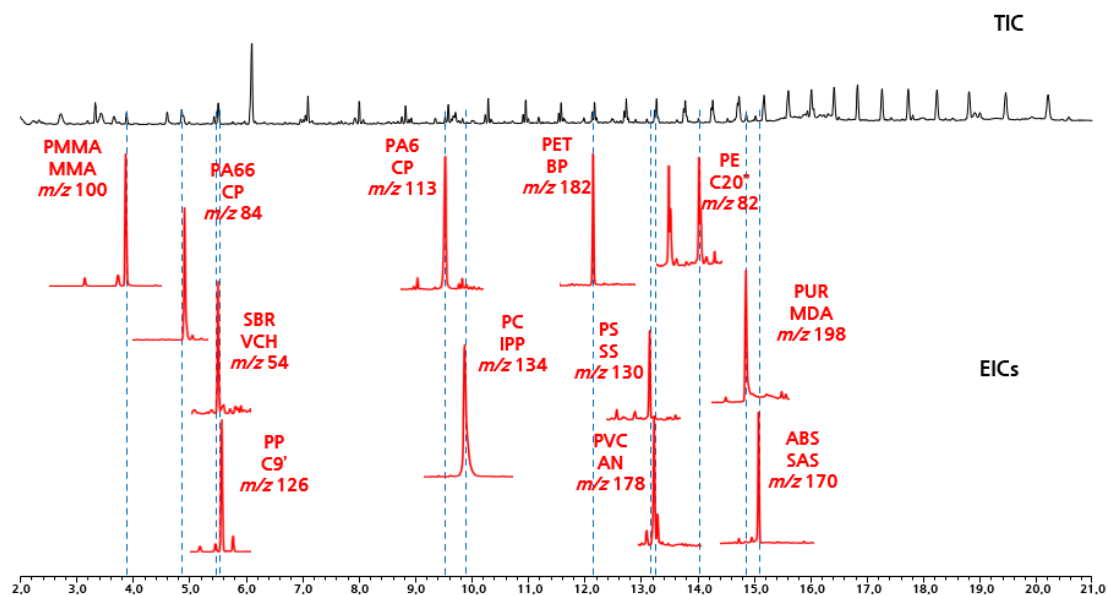 TIC
PMMA
MMA
m/z 100
PA66
CP
m/z 84
PA6
CP
m/z 113
PET
BP
m/z 182
PE
C20"
m/z 82
SBR
VCH
m/z 54
PC
IPP
m/z 134
PS
SS
m/z 130
PUR
MDA
m/z 198
EICs
PP
C9'
m/z 126
PVC
AN
m/z 178
ABS
SAS
m/z 170
2,0 3,0 4,0 5,0 6,0 7,0 8,0 9,0 10,0 11,0 12,0 13,0 14,0 15,0 16,0 17,0 18,0 19,0 20,0 21,0